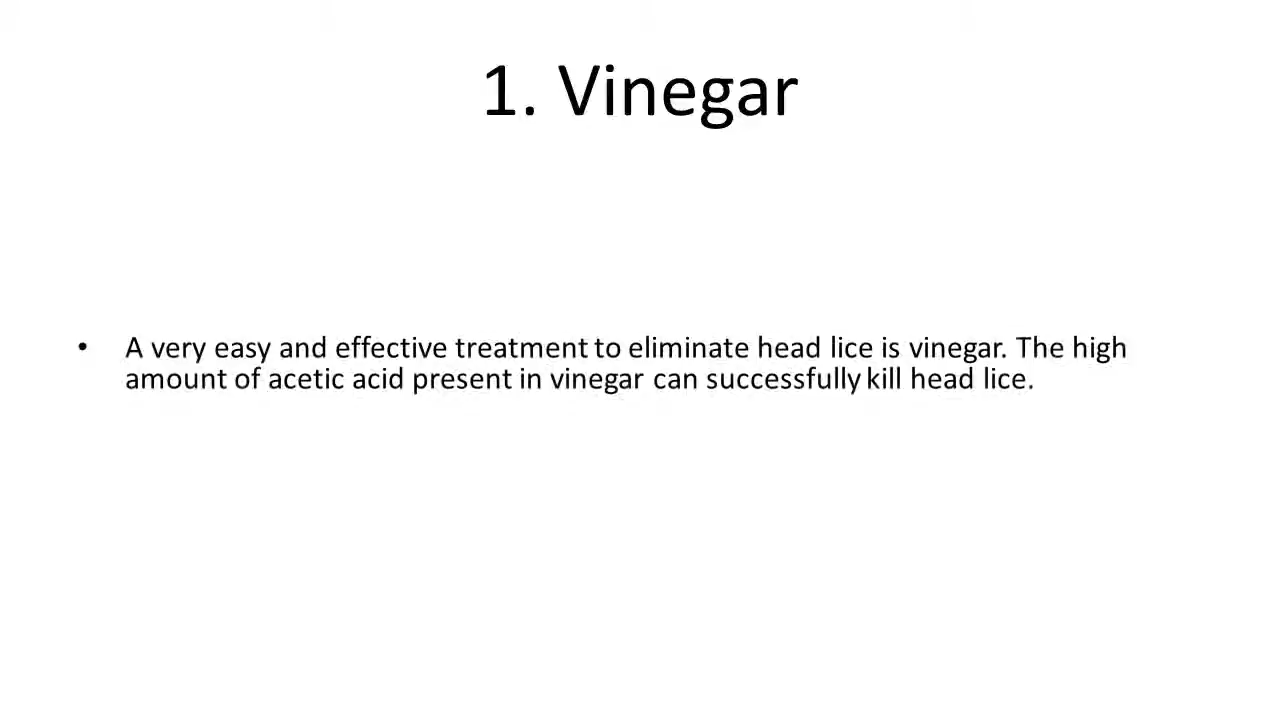 1. Vinegar
• A very easy and effective treatment to eliminate head lice is vinegar. The high
amount of acetic acid present in vinegar can successfully kill head lice.